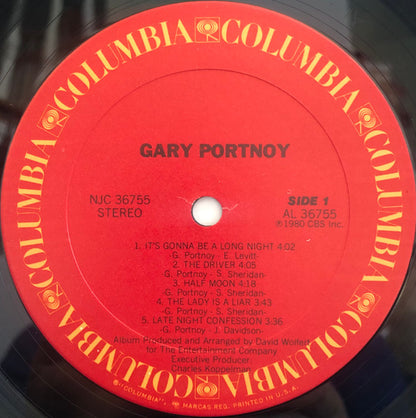 COLUMBIA COLUMBIA COLUMBIA COLUMBIA COLUMBIA COLUMBIA
GARY PORTNOY
NJC 36755
STEREO
SIDE 1
AL 36755
℗ 1980 CBS Inc.
1. IT'S GONNA BE A LONG NIGHT 4:02
-G. Portnoy - E. Levitt-
2. THE DRIVER 4:05
G. Portnoy - S. Sheridan-
3. HALF MOON 4:18
-G. Portnoy - S. Sheridan-
4. THE LADY IS A LIAR 3:43
-G. Portnoy - S. Sheridan-
5. LATE NIGHT CONFESSION 3:36
-G. Portnoy - J. Davidson-
Album Produced and Arranged by David Wolfert
for The Entertainment Company
Executive Producer:
Charles Koppelman
MARCAS REG. PRINTED IN U.S.A.